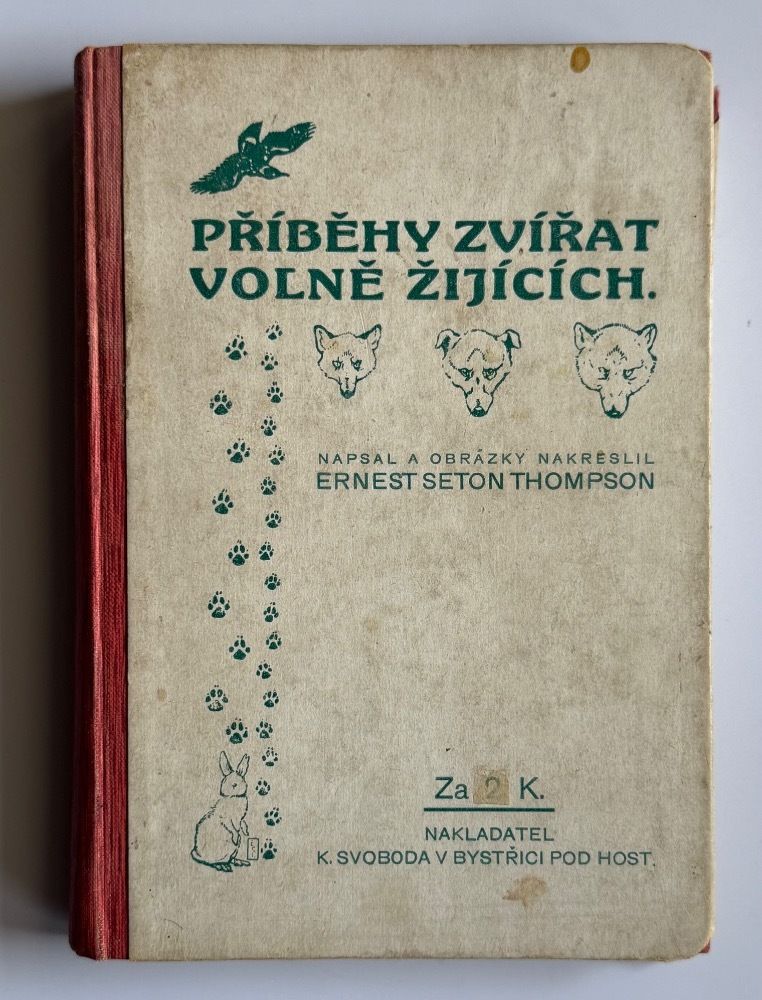 PŘÍBĚHY ZVÍŘAT
VOLNĚ ŽIJÍCÍCH.
NAPSAL A OBRÁZKY NAKRESLIL
ERNEST SETON THOMPSON
Za 2 K.
NAKLADATEL
K. SVOBODA V BYSTŘICI POD HOST.